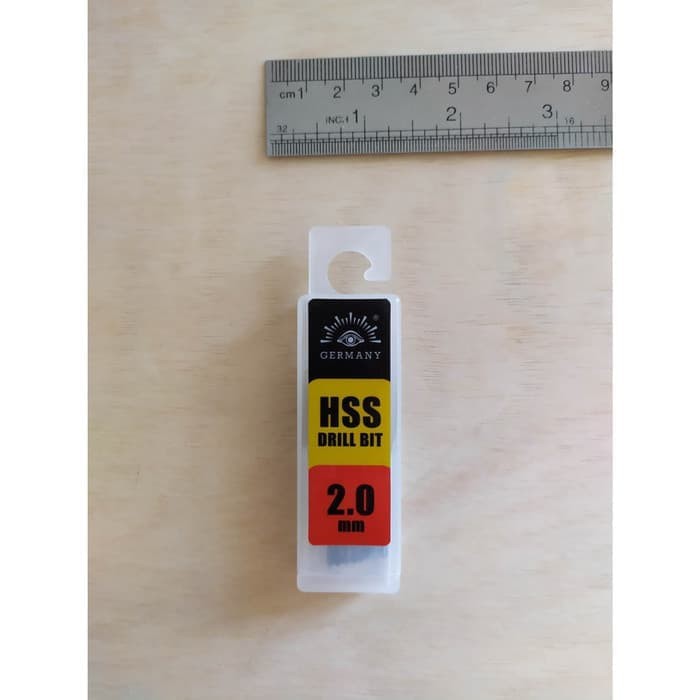 cm 1 2 3 4 5 6 7 8 9
INCH 1 2 3
32 16
®
GERMANY
HSS
DRILL BIT
2.0
mm